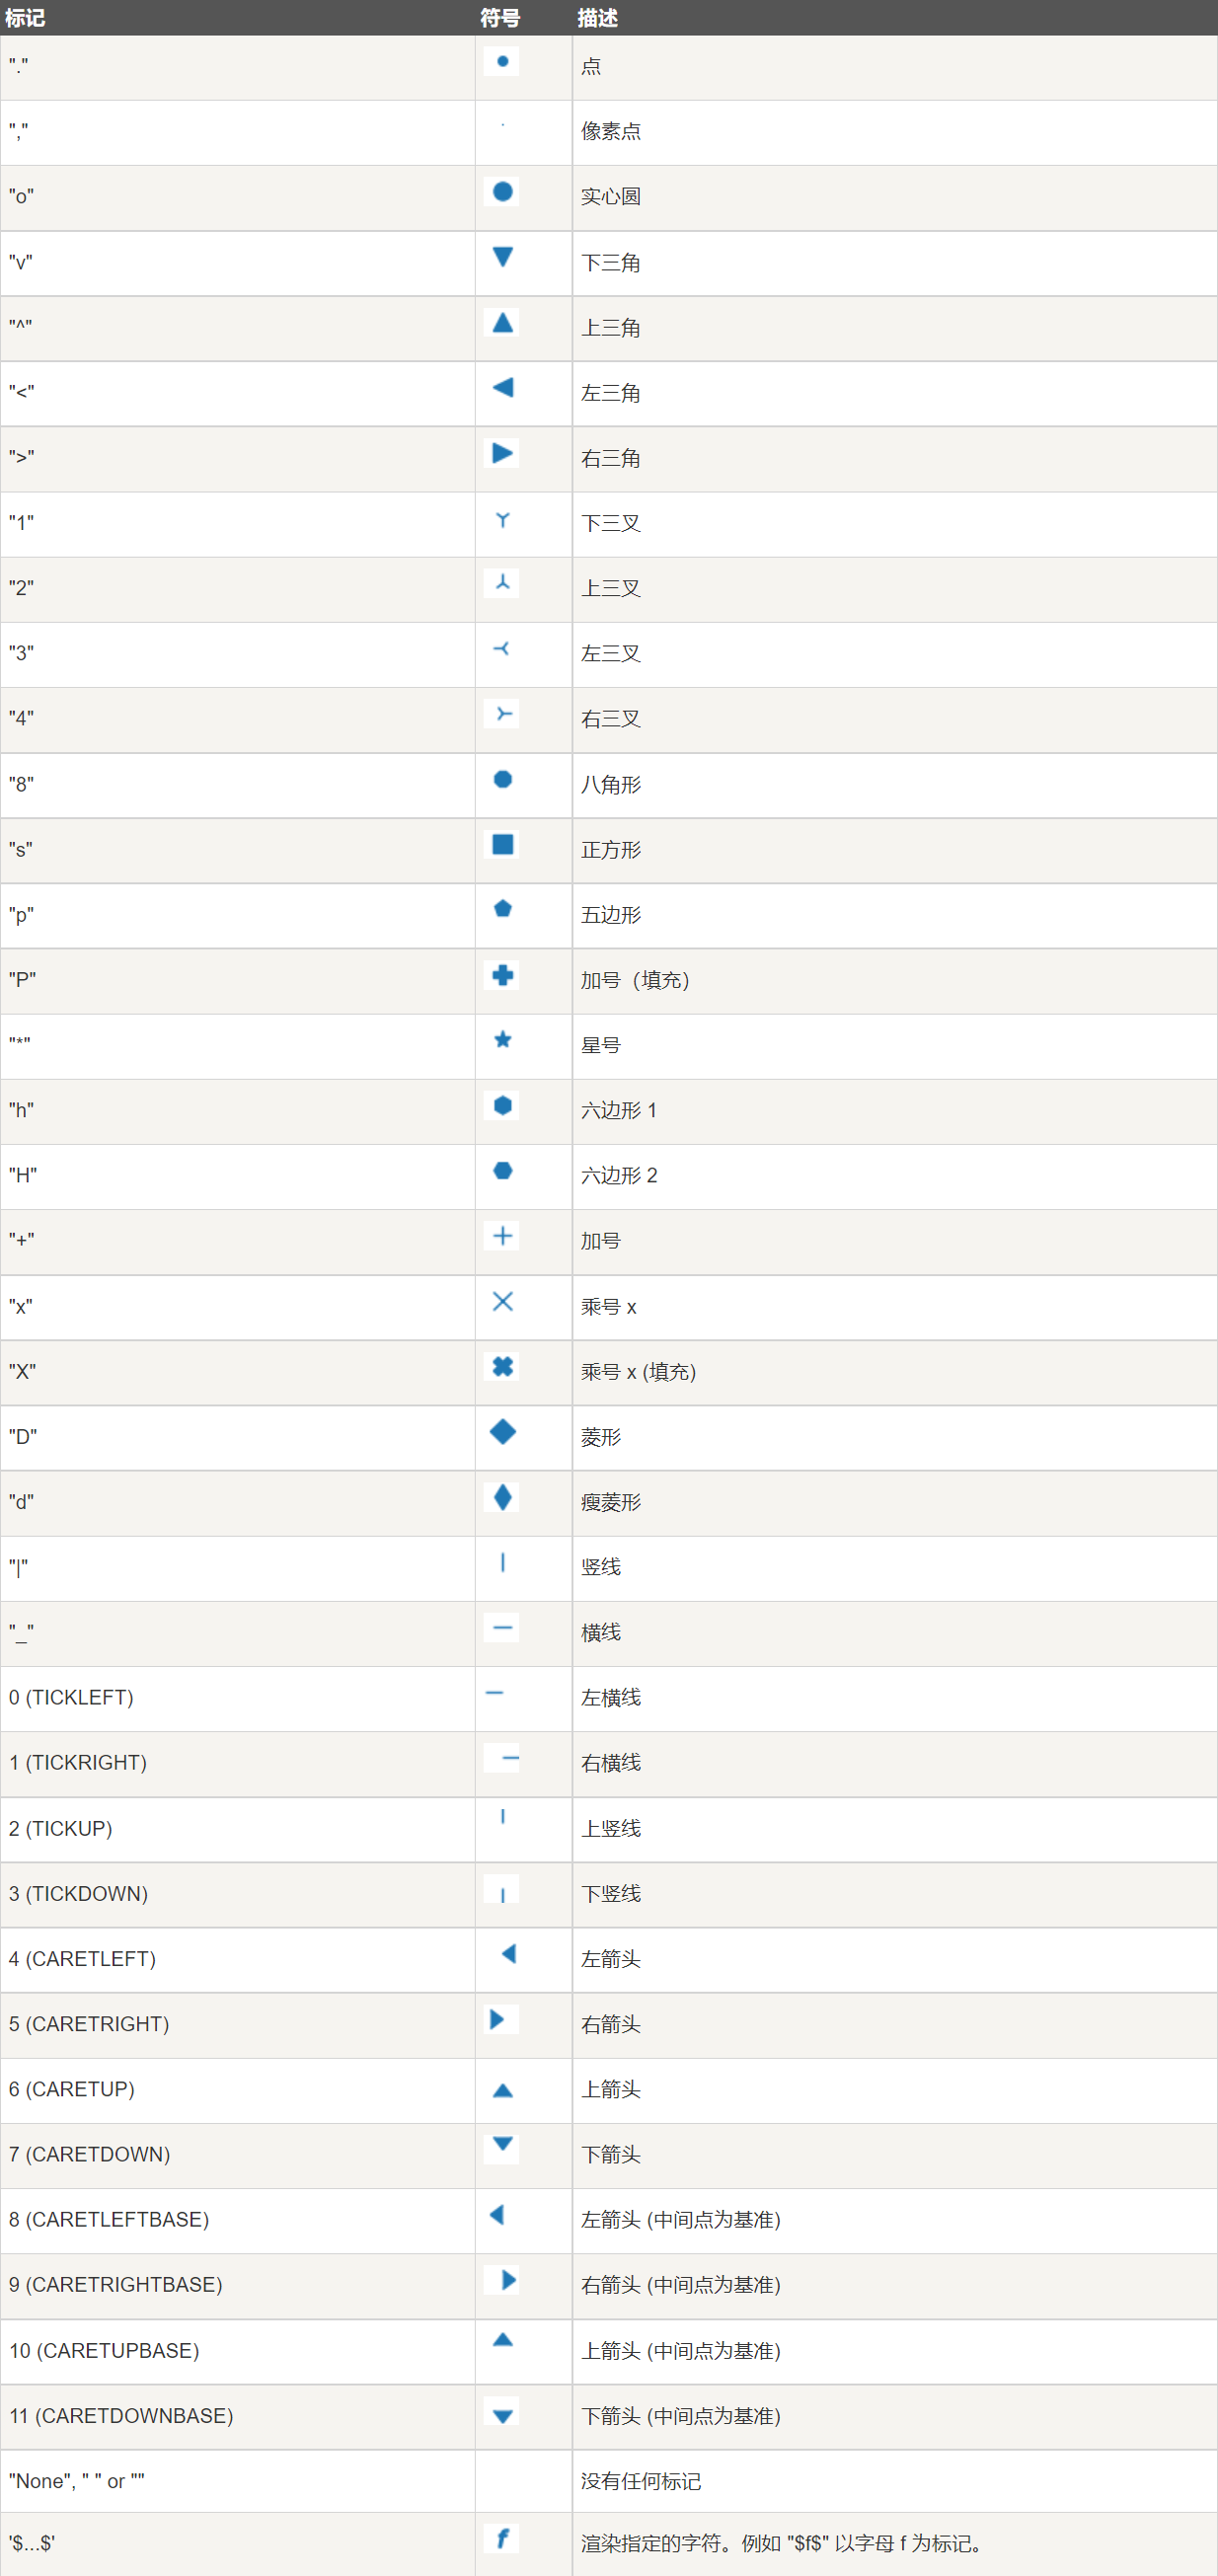 标记 符号 描述
"." 点
"," 像素点
"o" 实心圆
"v" 下三角
"^" 上三角
"<" 左三角
">" 右三角
"1" 下三叉
"2" 上三叉
"3" 左三叉
"4" 右三叉
"8" 八角形
"s" 正方形
"p" 五边形
"P" 加号（填充）
"*" 星号
"h" 六边形 1
"H" 六边形 2
"+" 加号
"x" 乘号 x
"X" 乘号 x (填充)
"D" 菱形
"d" 瘦菱形
"|" 竖线
"_" 横线
0 (TICKLEFT) 左横线
1 (TICKRIGHT) 右横线
2 (TICKUP) 上竖线
3 (TICKDOWN) 下竖线
4 (CARETLEFT) 左箭头
5 (CARETRIGHT) 右箭头
6 (CARETUP) 上箭头
7 (CARETDOWN) 下箭头
8 (CARETLEFTBASE) 左箭头 (中间点为基准)
9 (CARETRIGHTBASE) 右箭头 (中间点为基准)
10 (CARETUPBASE) 上箭头 (中间点为基准)
11 (CARETDOWNBASE) 下箭头 (中间点为基准)
"None", " " or "" 没有任何标记
'$...$' f 渲染指定的字符。例如 "$f$" 以字母 f 为标记。